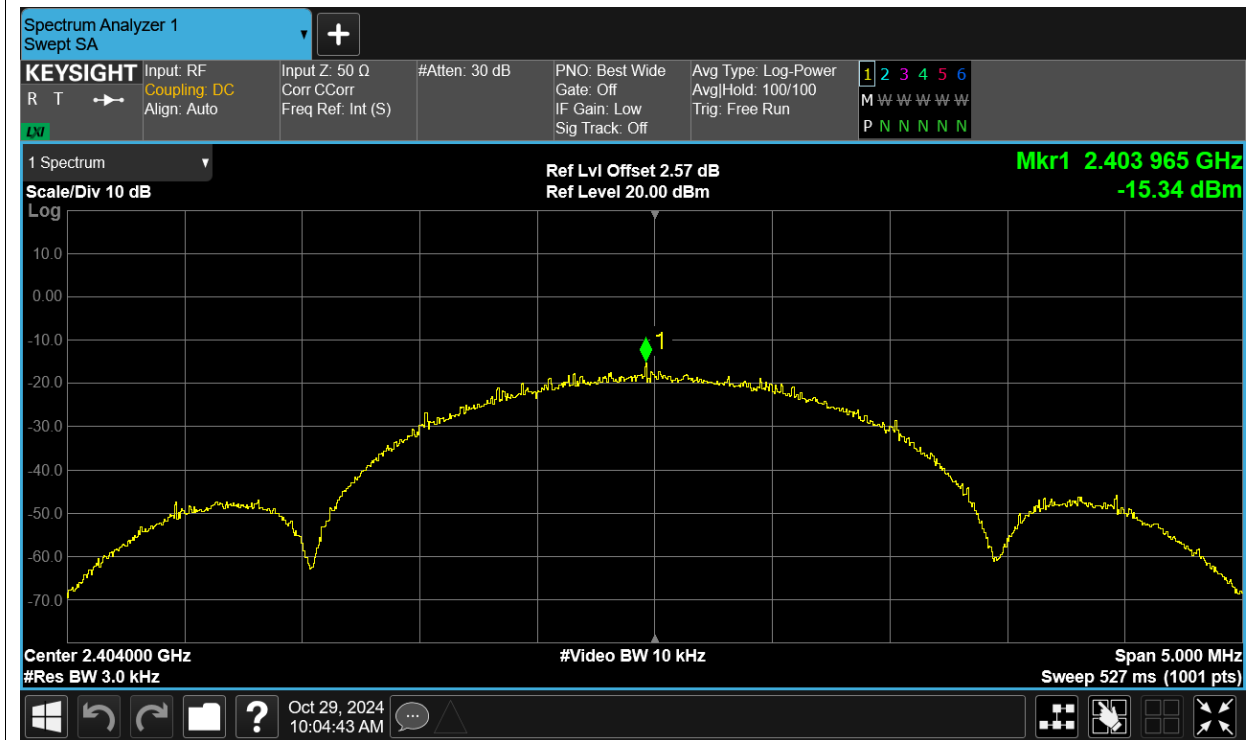 Spectrum Analyzer 1
Swept SA
KEYSIGHT
R T
LXI
Input: RF
Coupling: DC
Align: Auto
Input Z: 50 Ω
Corr CCorr
Freq Ref: Int (S)
#Atten: 30 dB
PNO: Best Wide
Gate: Off
IF Gain: Low
Sig Track: Off
Avg Type: Log-Power
Avg|Hold: 100/100
Trig: Free Run
1 2 3 4 5 6
M W W W W W
P N N N N N
1 Spectrum
Scale/Div 10 dB
Log
Ref Lvl Offset 2.57 dB
Ref Level 20.00 dBm
Mkr1 2.403 965 GHz
-15.34 dBm
10.0
0.00
-10.0
-20.0
-30.0
-40.0
-50.0
-60.0
-70.0
1
Center 2.404000 GHz
#Res BW 3.0 kHz
#Video BW 10 kHz
Span 5.000 MHz
Sweep 527 ms (1001 pts)
?
Oct 29, 2024
10:04:43 AM